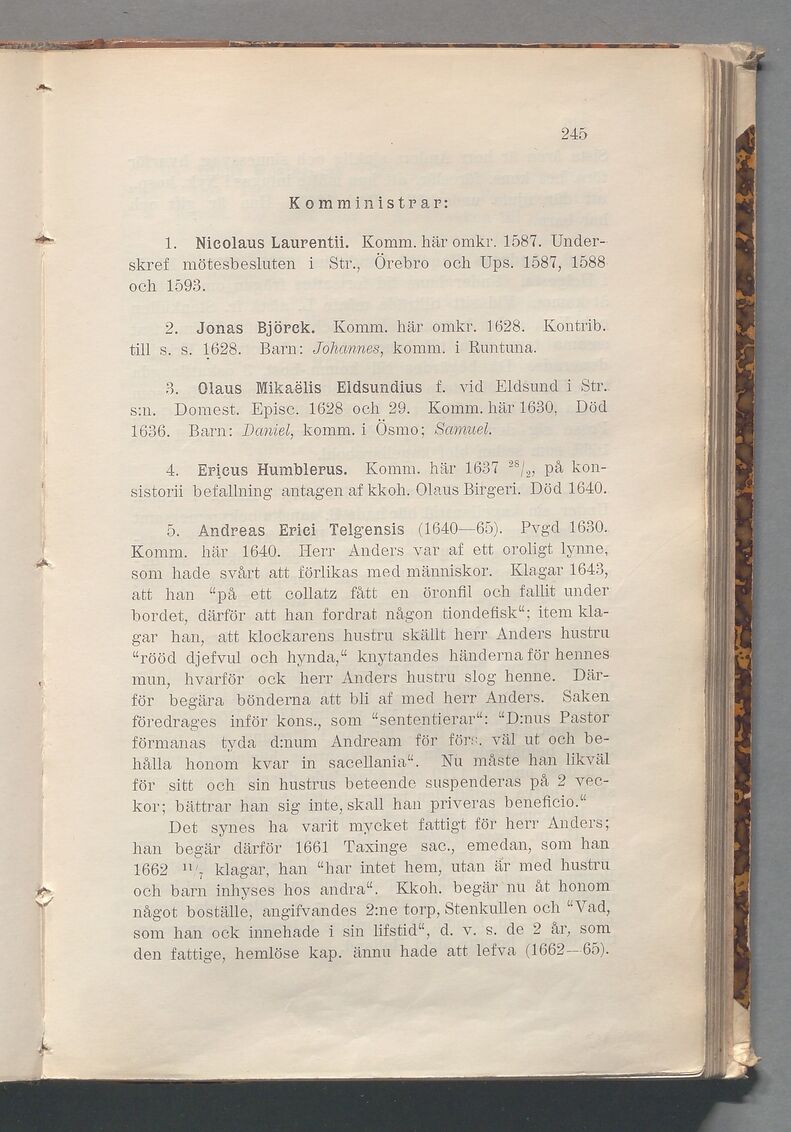 245
Komministrar:
1. Nicolaus Laurentii. Komm. här omkr. 1587. Under-
skref mötesbesluten i Str., Örebro och Ups. 1587, 1588
och 1593.
2. Jonas Björck. Komm. här omkr. 1628. Kontrib.
till s. s. 1628. Barn: Johannes, komm. i Runtuna.
3. Olaus Mikaëlis Eldsundius f. vid Eldsund i Str.
s:n. Domest. Episc. 1628 och 29. Komm. här 1630, Död
1636. Barn: Daniel, komm. i Ösmo; Samuel.
4. Ericus Humblerus. Komm. här 1637 28/2, på kon-
sistorii befallning antagen af kkoh. Olaus Birgeri. Död 1640.
5. Andreas Erici Telgensis (1640—65). Pvgd 1630.
Komm. här 1640. Herr Anders var af ett oroligt lynne,
som hade svårt att förlikas med människor. Klagar 1643,
att han “på ett collatz fått en öronfil och fallit under
bordet, därför att han fordrat någon tiondefisk“; item kla-
gar han, att klockarens hustru skällt herr Anders hustru
“rööd djefvul och hynda,“ knytandes händerna för hennes
mun, hvarför ock herr Anders hustru slog henne. Där-
för begära bönderna att bli af med herr Anders. Saken
föredrages inför kons., som “sententierar“: “D:nus Pastor
förmanas tyda d:num Andream för förs. väl ut och be-
hålla honom kvar in sacellania“. Nu måste han likväl
för sitt och sin hustrus beteende suspenderas på 2 vec-
kor; bättrar han sig inte, skall han priveras beneficio.“
Det synes ha varit mycket fattigt för herr Anders;
han begär därför 1661 Taxinge sac., emedan, som han
1662 11/7 klagar, han “har intet hem, utan är med hustru
och barn inhyses hos andra“. Kkoh. begär nu åt honom
något boställe, angifvandes 2:ne torp, Stenkullen och “Vad,
som han ock innehade i sin lifstid“, d. v. s. de 2 år, som
den fattige, hemlöse kap. ännu hade att lefva (1662—65).